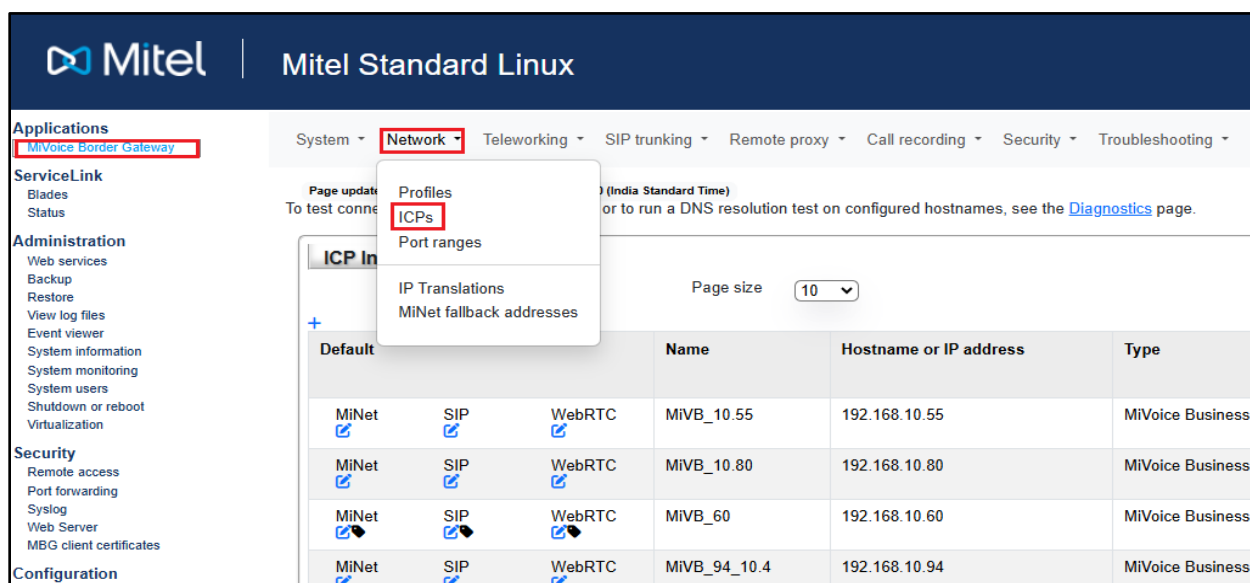 Mitel
Mitel Standard Linux
Applications
MiVoice Border Gateway
ServiceLink
Blades
Status
Administration
Web services
Backup
Restore
View log files
Event viewer
System information
System monitoring
System users
Shutdown or reboot
Virtualization
Security
Remote access
Port forwarding
Syslog
Web Server
MBG client certificates
Configuration
System Network Teleworking SIP trunking Remote proxy Call recording Security Troubleshooting
Profiles
ICPs
Port ranges
IP Translations
MiNet fallback addresses
Page update 0 (India Standard Time)
To test conne or to run a DNS resolution test on configured hostnames, see the Diagnostics page.
ICP In
Page size 10
+
Default Name Hostname or IP address Type
MiNet SIP WebRTC MiVB_10.55 192.168.10.55 MiVoice Business
MiNet SIP WebRTC MiVB_10.80 192.168.10.80 MiVoice Business
MiNet SIP WebRTC MiVB_60 192.168.10.60 MiVoice Business
MiNet SIP WebRTC MiVB_94_10.4 192.168.10.94 MiVoice Business